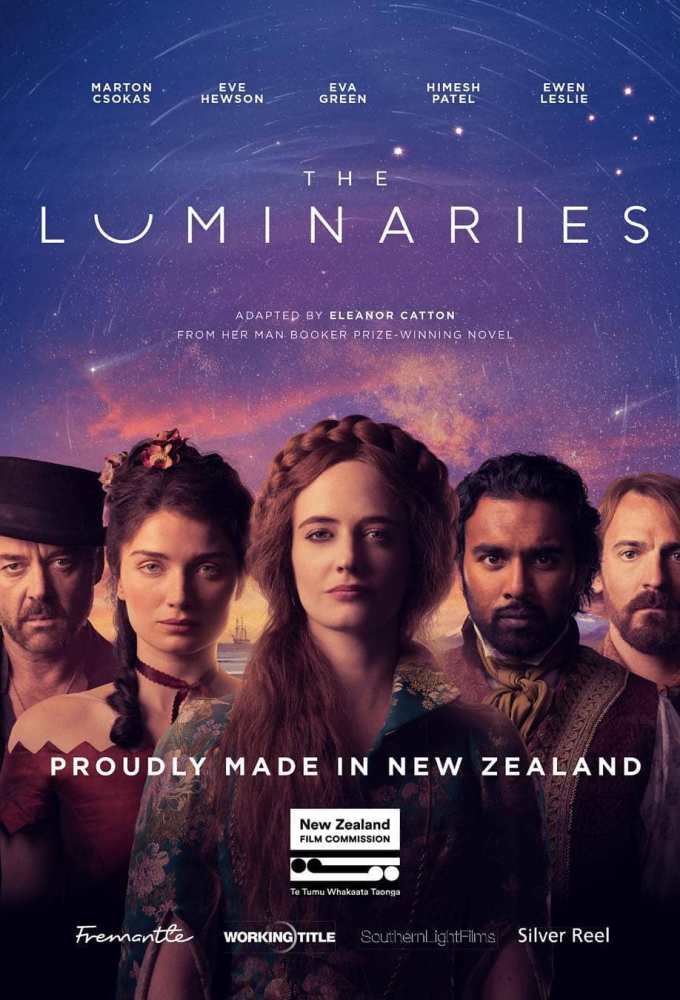 MARTON CSOKAS
EVE HEWSON
EVA GREEN
HIMESH PATEL
EWEN LESLIE
THE
LUMINARIES
ADAPTED BY ELEANOR CATTON
FROM HER MAN BOOKER PRIZE-WINNING NOVEL
PROUDLY MADE IN NEW ZEALAND
New Zealand
FILM COMMISSION
Te Tumu Whakaata Taonga
Fremantle WORKING TITLE SouthernLightFilms Silver Reel